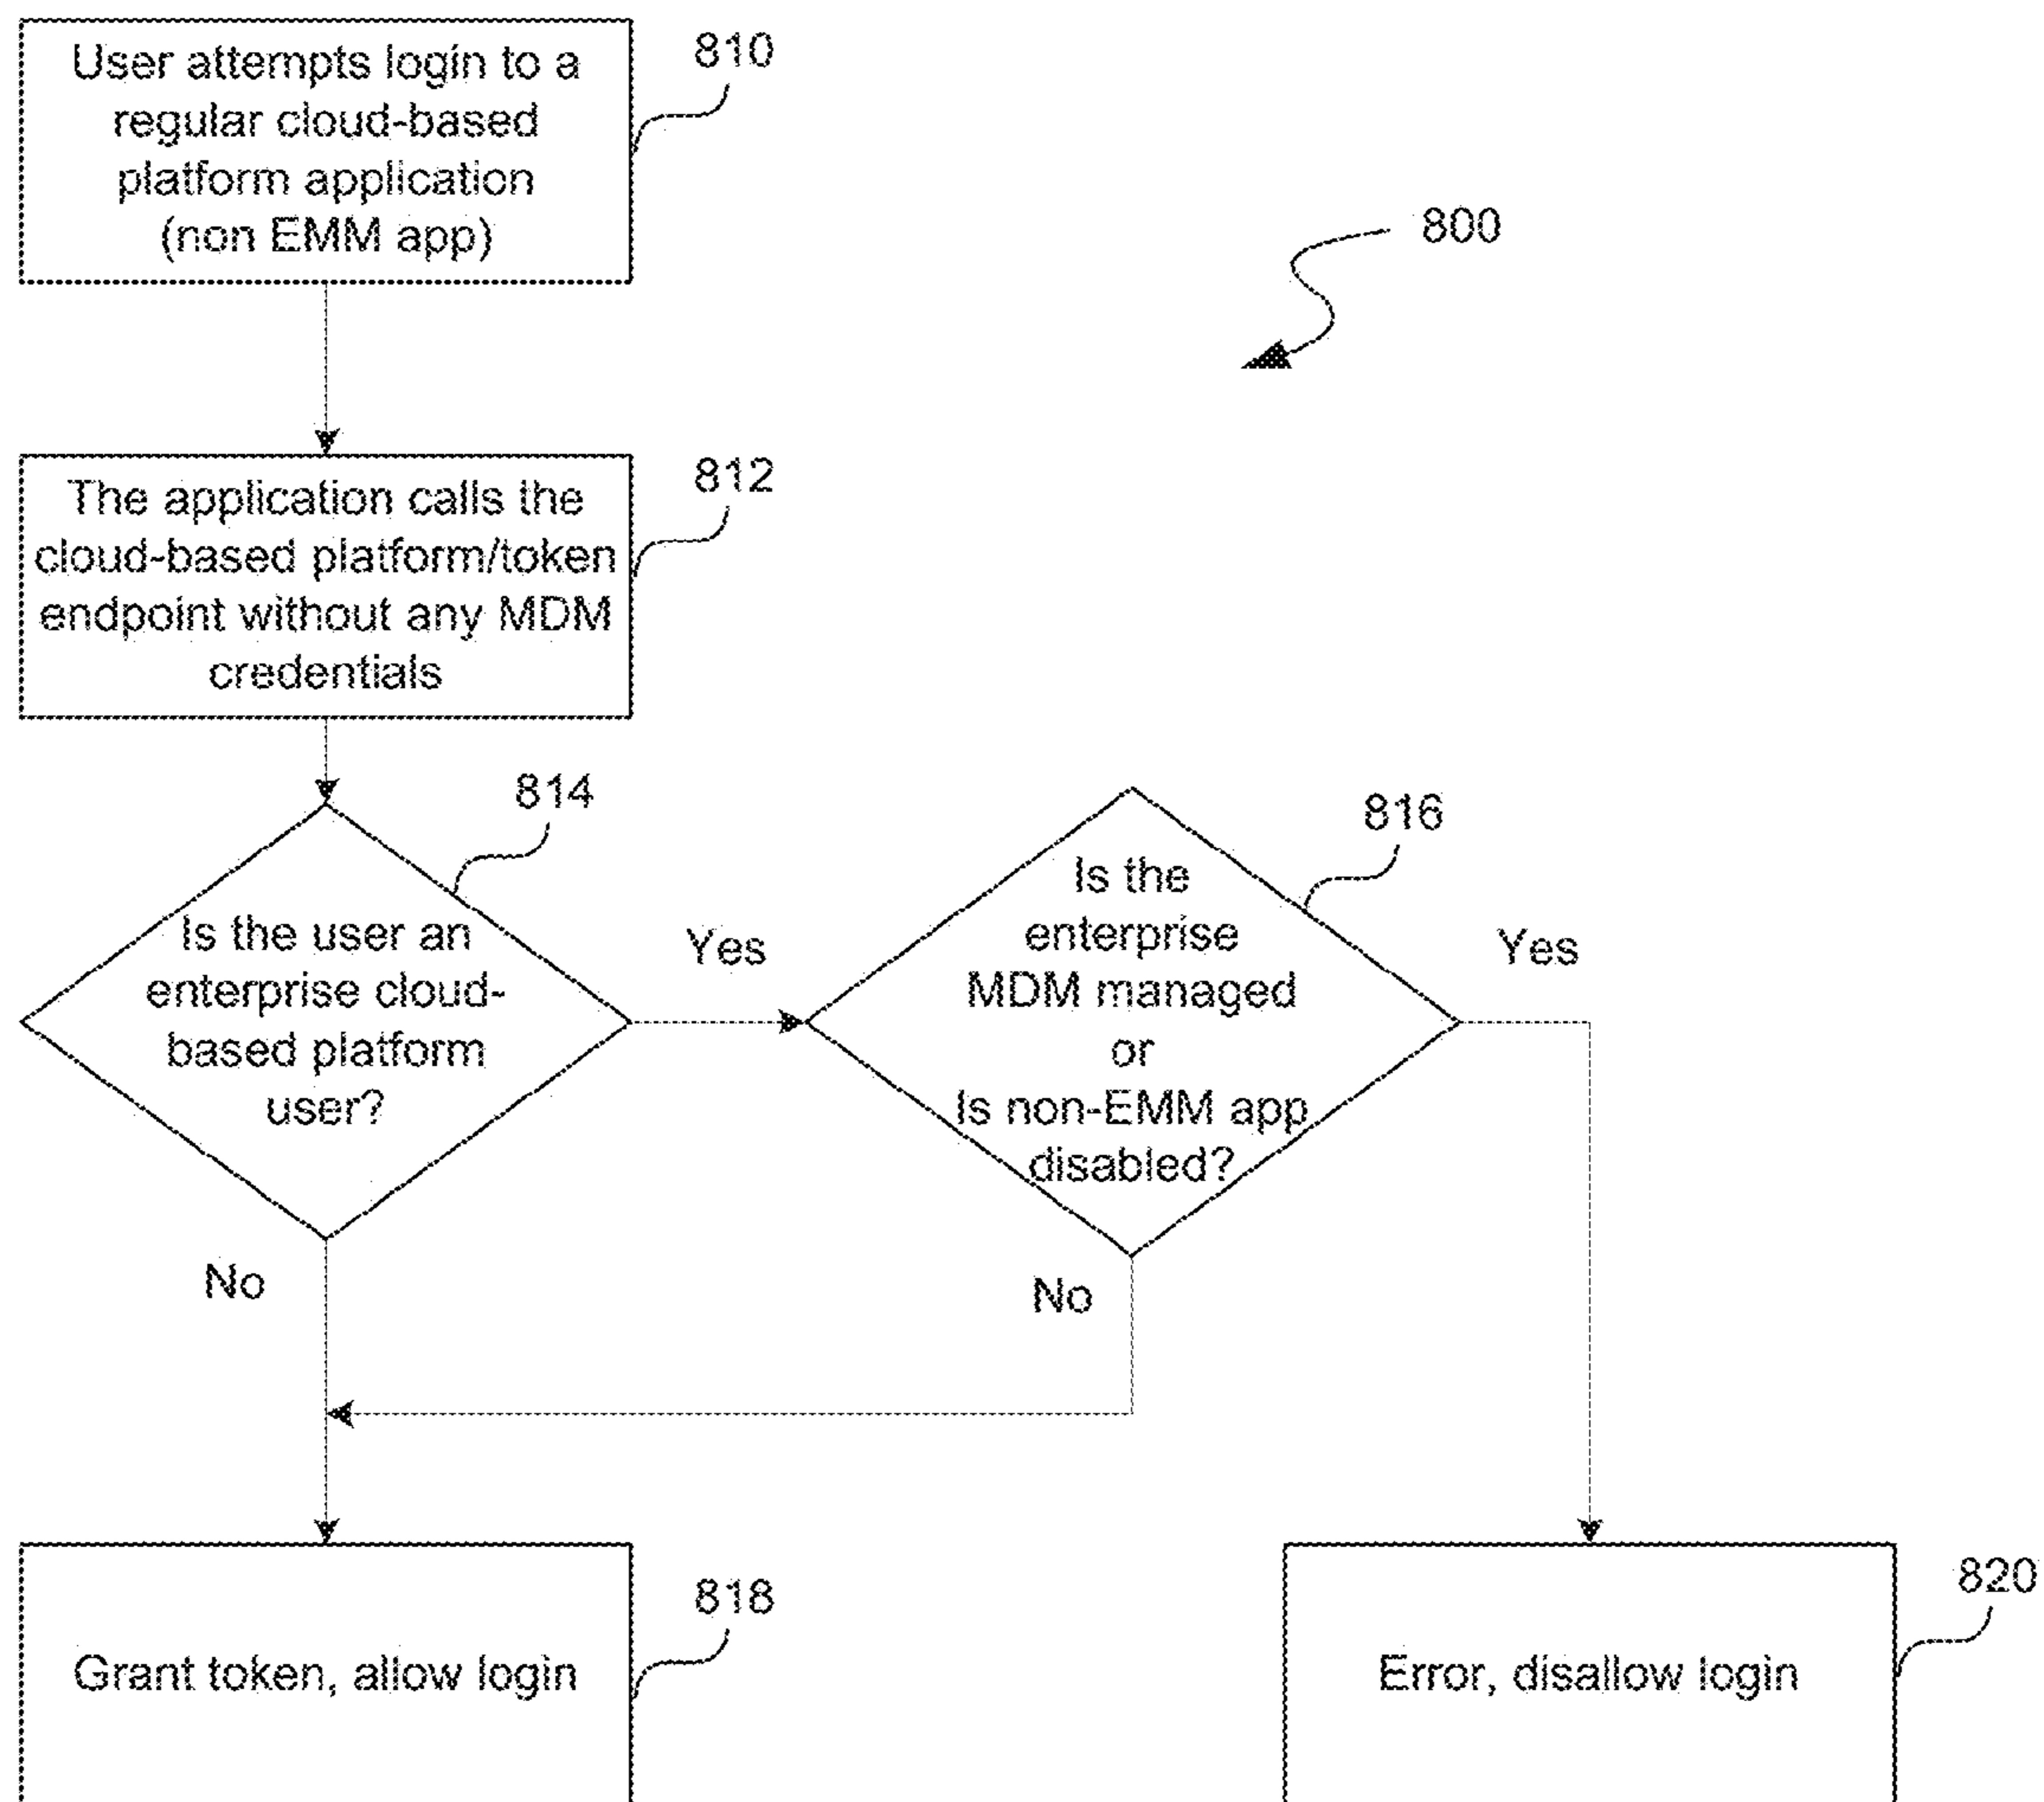 User attempts login to a
regular cloud-based
platform application
(non EMM app)
810
800
The application calls the
cloud-based platform/token
endpoint without any MDM
credentials
812
814
Is the user an
enterprise cloud-
based platform
user?
Yes
No
816
Is the
enterprise
MDM managed
or
Is non-EMM app
disabled?
Yes
No
Grant token, allow login
818
Error, disallow login
820